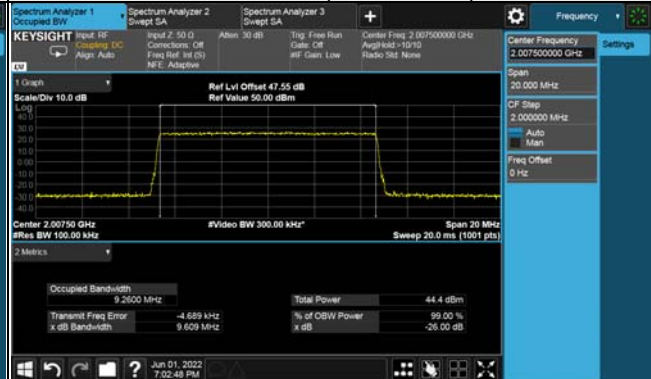 Spectrum Analyzer 1
Occupied BW
Spectrum Analyzer 2
Swept SA
Spectrum Analyzer 3
Swept SA
+
Frequency
KEYSIGHT
Input: RF
Coupling: DC
Align: Auto
Input Z: 50 Ω
Corrections: Off
Freq Ref: Int (S)
NFE: Adaptive
Atten: 30 dB
Trig: Free Run
Gate: Off
#IF Gain: Low
Center Freq: 2.007500000 GHz
Avg|Hold:>10/10
Radio Std: None
Center Frequency
2.007500000 GHz
Settings
Span
20.000 MHz
CF Step
2.000000 MHz
Auto
Man
Freq Offset
0 Hz
1 Graph
Scale/Div 10.0 dB
Ref Lvl Offset 47.55 dB
Ref Value 50.00 dBm
Log
40.0
30.0
20.0
10.0
0.00
-10.0
-20.0
-30.0
-40.0
Center 2.00750 GHz
#Res BW 100.00 kHz
#Video BW 300.00 kHz*
Span 20 MHz
Sweep 20.0 ms (1001 pts)
2 Metrics
Occupied Bandwidth
9.2600 MHz
Total Power 44.4 dBm
Transmit Freq Error -4.689 kHz
% of OBW Power 99.00 %
x dB Bandwidth 9.609 MHz
x dB -26.00 dB
?
Jun 01, 2022
7:02:48 PM